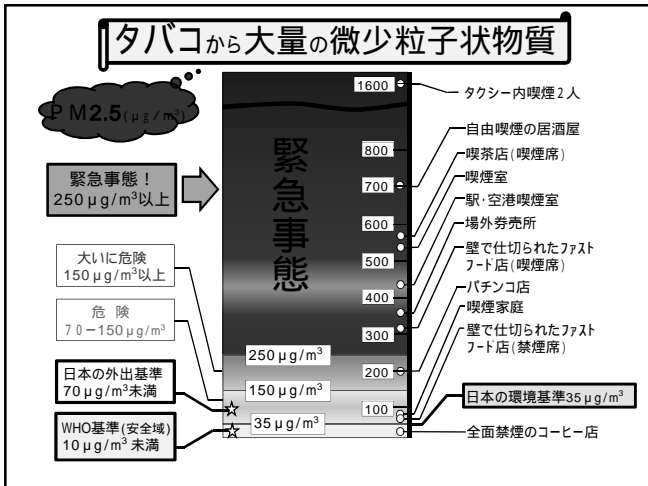 タバコから大量の微少粒子状物質
ＰＭ2.5(μg/m³)
緊急事態！
250μg/m³以上
大いに危険
150μg/m³以上
危 険
70－150μg/m³
日本の外出基準
70μg/m³未満
WHO基準(安全域)
10μg/m³ 未満
緊急事態
1600
800
700
600
500
400
300
250μg/m³
200
150μg/m³
100
35μg/m³
タクシー内喫煙２人
自由喫煙の居酒屋
喫茶店(喫煙席)
喫煙室
駅･空港喫煙室
場外券売所
壁で仕切られたファスト
フード店(喫煙席)
パチンコ店
喫煙家庭
壁で仕切られたファスト
フード店(禁煙席)
日本の環境基準35μg/m³
全面禁煙のコーヒー店